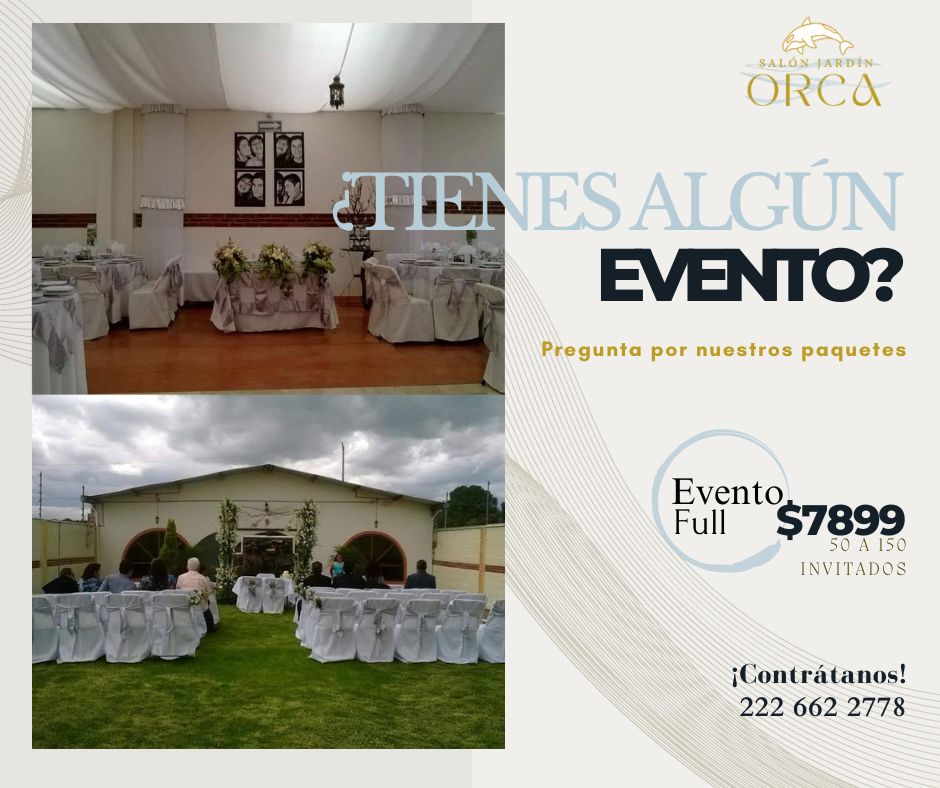 SALÓN JARDÍN
ORCA
¿TIENES ALGÚN
EVENTO?
Pregunta por nuestros paquetes
Evento
Full
$7899
50 A 150
INVITADOS
¡Contrátanos!
222 662 2778